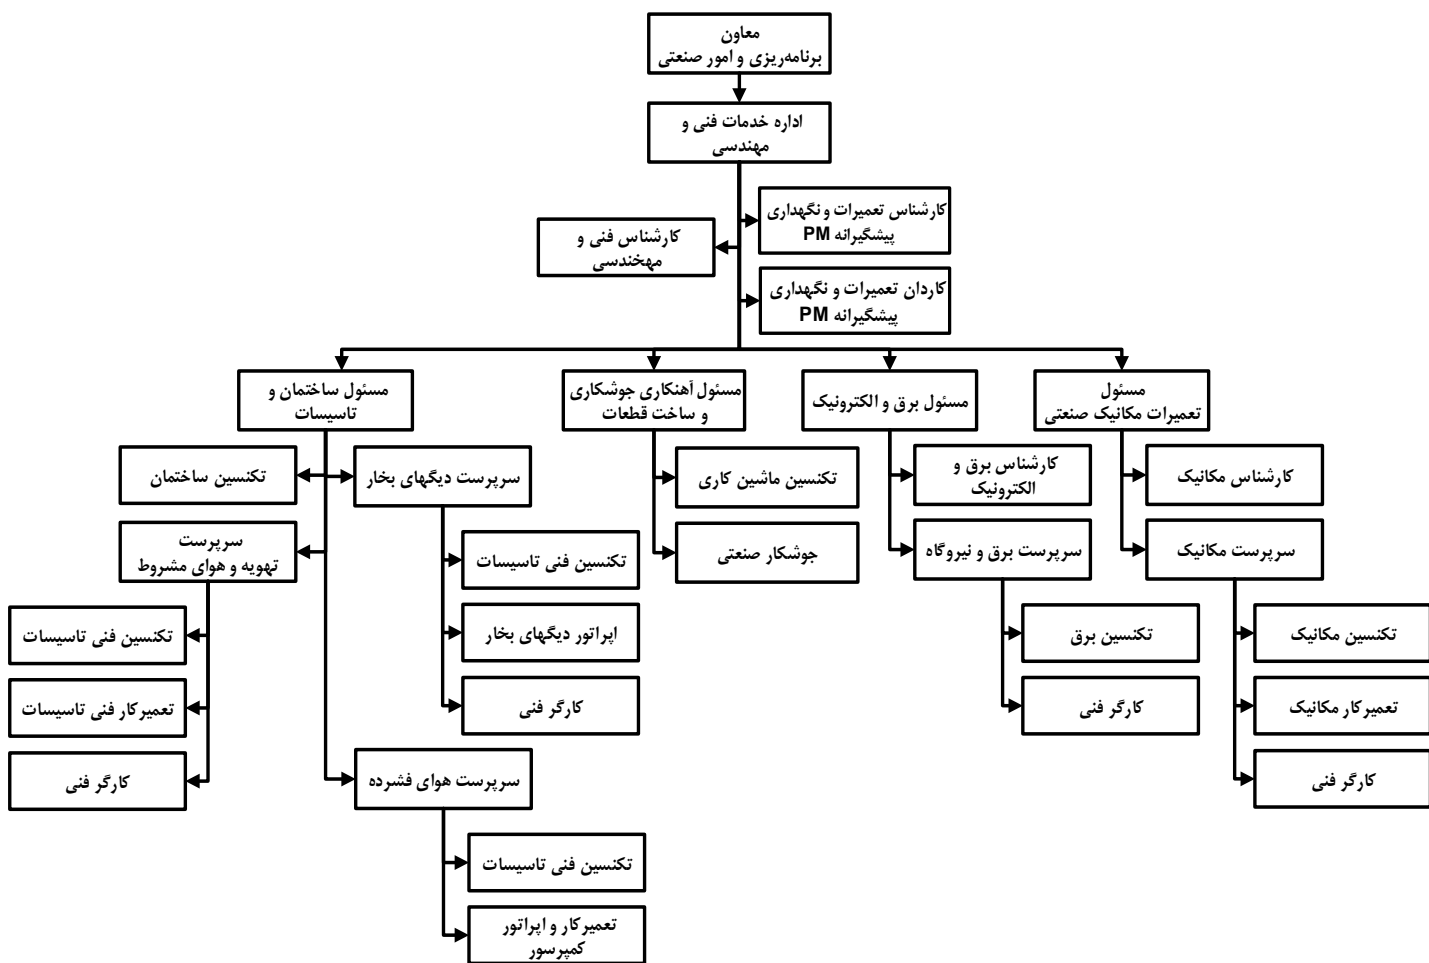 معاون
برنامه‌ریزی و امور صنعتی
اداره خدمات فنی و
مهندسی
کارشناس تعمیرات و نگهداری
پیشگیرانه PM
کارشناس فنی و
مهخندسی
کاردان تعمیرات و نگهداری
پیشگیرانه PM
مسئول
تعمیرات مکانیک صنعتی
مسئول برق و الکترونیک
مسئول آهنکاری جوشکاری
و ساخت قطعات
مسئول ساختمان و
تاسیسات
کارشناس مکانیک
سرپرست مکانیک
تکنسین مکانیک
تعمیرکار مکانیک
کارگر فنی
کارشناس برق و
الکترونیک
سرپرست برق و نیروگاه
تکنسین برق
کارگر فنی
تکنسین ماشین کاری
جوشکار صنعتی
سرپرست دیگهای بخار
تکنسین فنی تاسیسات
اپراتور دیگهای بخار
کارگر فنی
سرپرست هوای فشرده
تکنسین فنی تاسیسات
تعمیرکار و اپراتور
کمپرسور
تکنسین ساختمان
سرپرست
تهویه و هوای مشروط
تکنسین فنی تاسیسات
تعمیرکار فنی تاسیسات
کارگر فنی